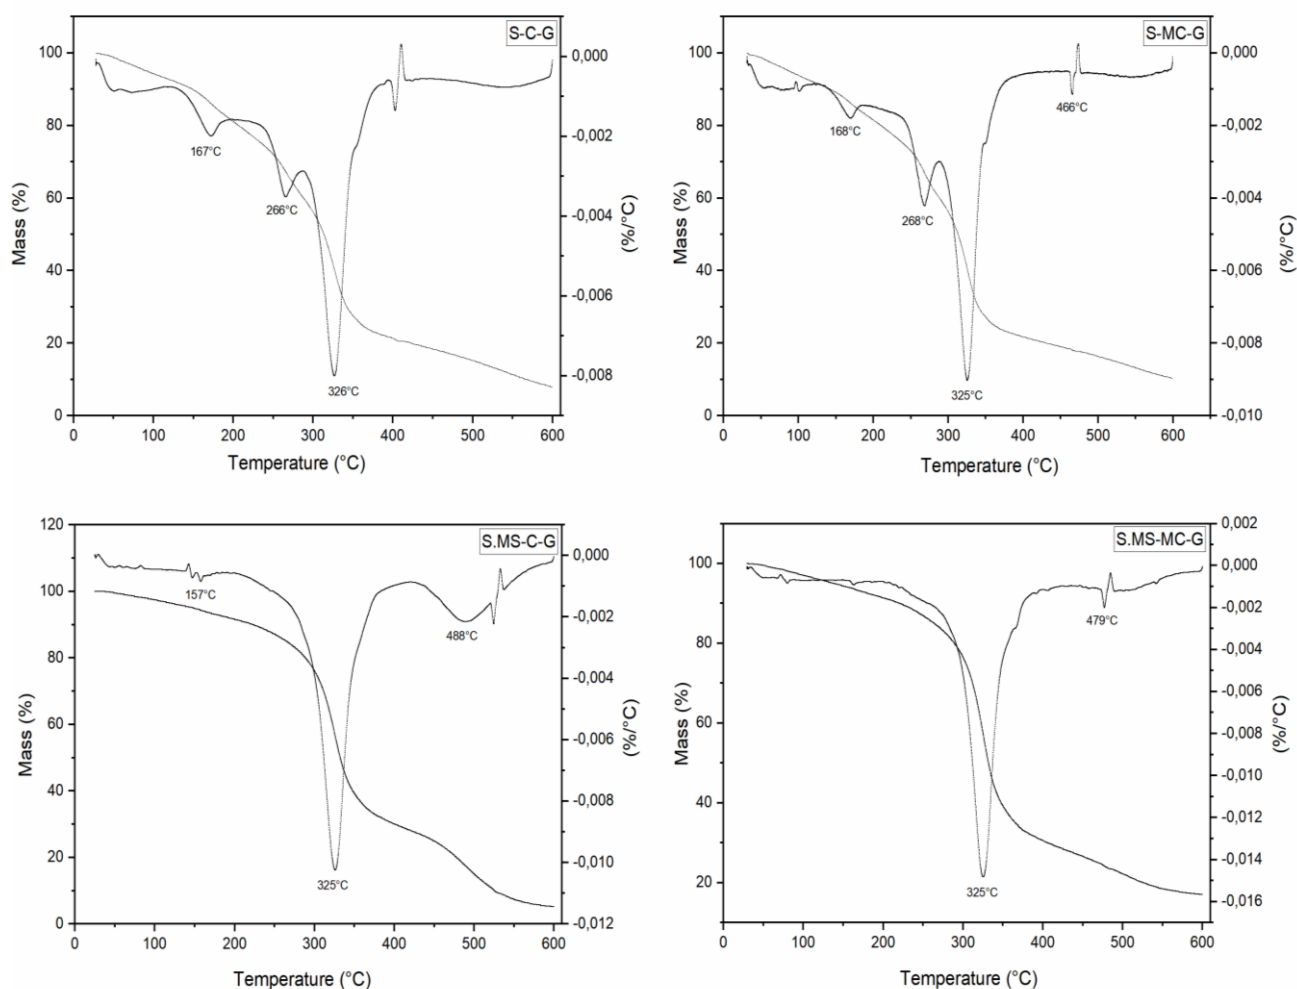 S-C-G
100
80
60
40
20
0
Mass (%)
0,000
-0,002
-0,004
-0,006
-0,008
(%/°C)
167°C
266°C
326°C
0 100 200 300 400 500 600
Temperature (°C)
S-MC-G
100
80
60
40
20
0
Mass (%)
0,000
-0,002
-0,004
-0,006
-0,008
-0,010
(%/°C)
168°C
268°C
325°C
466°C
0 100 200 300 400 500 600
Temperature (°C)
S.MS-C-G
120
100
80
60
40
20
0
Mass (%)
0,000
-0,002
-0,004
-0,006
-0,008
-0,010
-0,012
(%/°C)
157°C
325°C
488°C
0 100 200 300 400 500 600
Temperature (°C)
S.MS-MC-G
100
80
60
40
20
Mass (%)
0,002
0,000
-0,002
-0,004
-0,006
-0,008
-0,010
-0,012
-0,014
-0,016
(%/°C)
325°C
479°C
0 100 200 300 400 500 600
Temperature (°C)